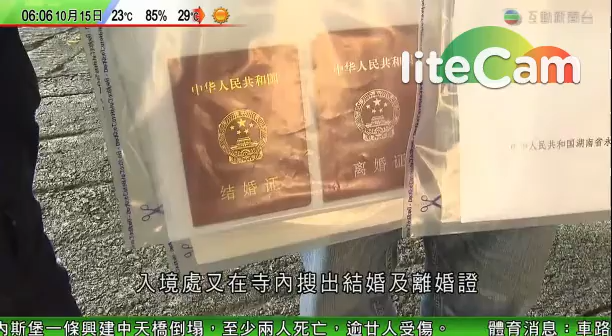 06:06 10月15日 23℃ 85% 29℃
互動新聞台
liteCam
中华人民共和国
结婚证
中华人民共和国
离婚证
中华人民共和国湖南省永
入境處又在寺內搜出結婚及離婚證
內斯堡一條興建中天橋倒塌，至少兩人死亡，逾廿人受傷。 體育消息：車路